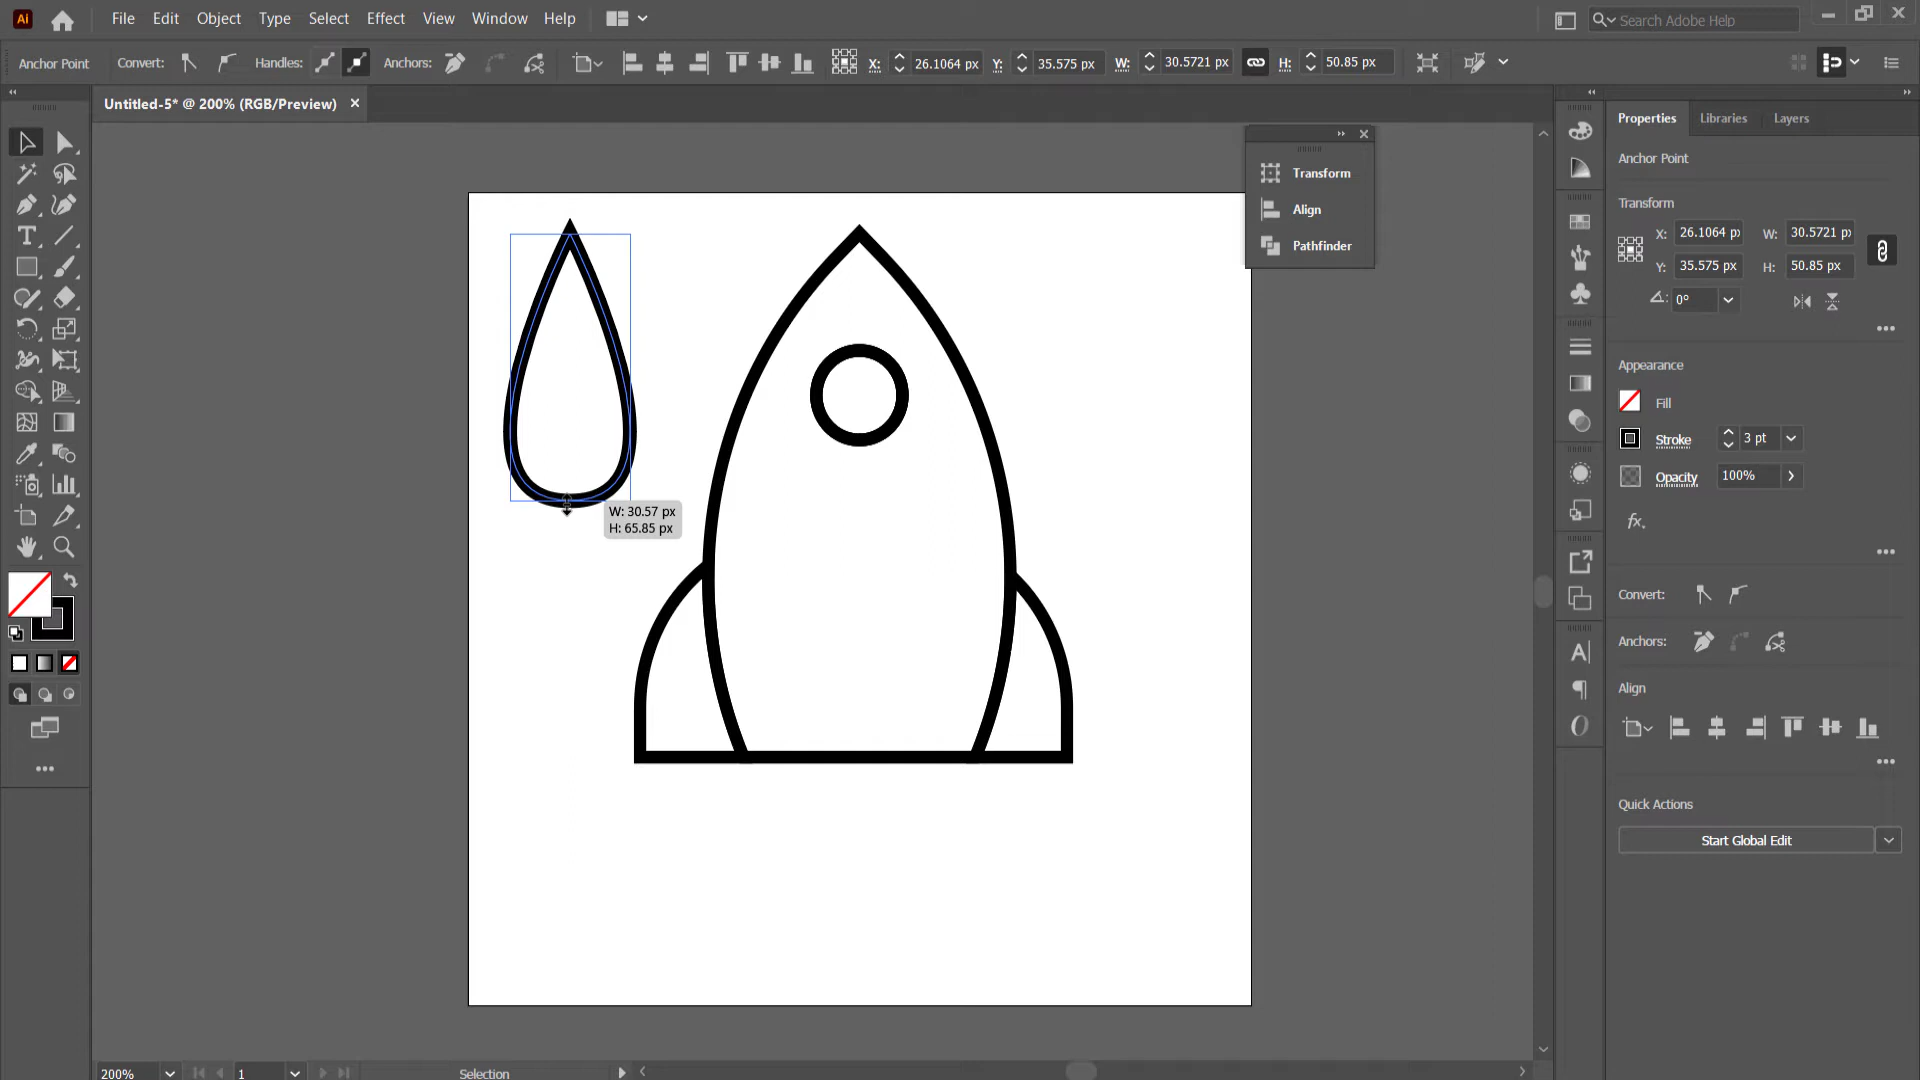 Ai File Edit Object Type Select Effect View Window Help Search Adobe Help
Anchor Point Convert: Handles: Anchors: X: 26.1064 px Y: 35.575 px W: 30.5721 px H: 50.85 px
Untitled-5* @ 200% (RGB/Preview)
Properties Libraries Layers
Anchor Point
Transform
X: 26.1064 px W: 30.5721 px
Y: 35.575 px H: 50.85 px
0°
Appearance
Fill
Stroke 3 pt
Opacity 100%
fx.
Convert:
Anchors:
Align
Quick Actions
Start Global Edit
Transform
Align
Pathfinder
W: 30.57 px
H: 65.85 px
200% 1 Selection